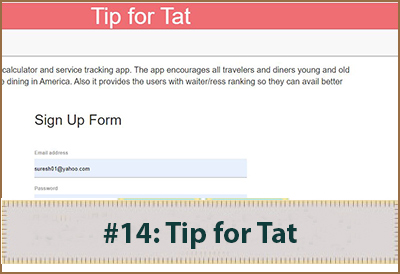 Tip for Tat
calculator and service tracking app. The app encourages all travelers and diners young and old
dining in America. Also it provides the users with waiter/ress ranking so they can avail better
Sign Up Form
Email address
suresh01@yahoo.com
Password
#14: Tip for Tat